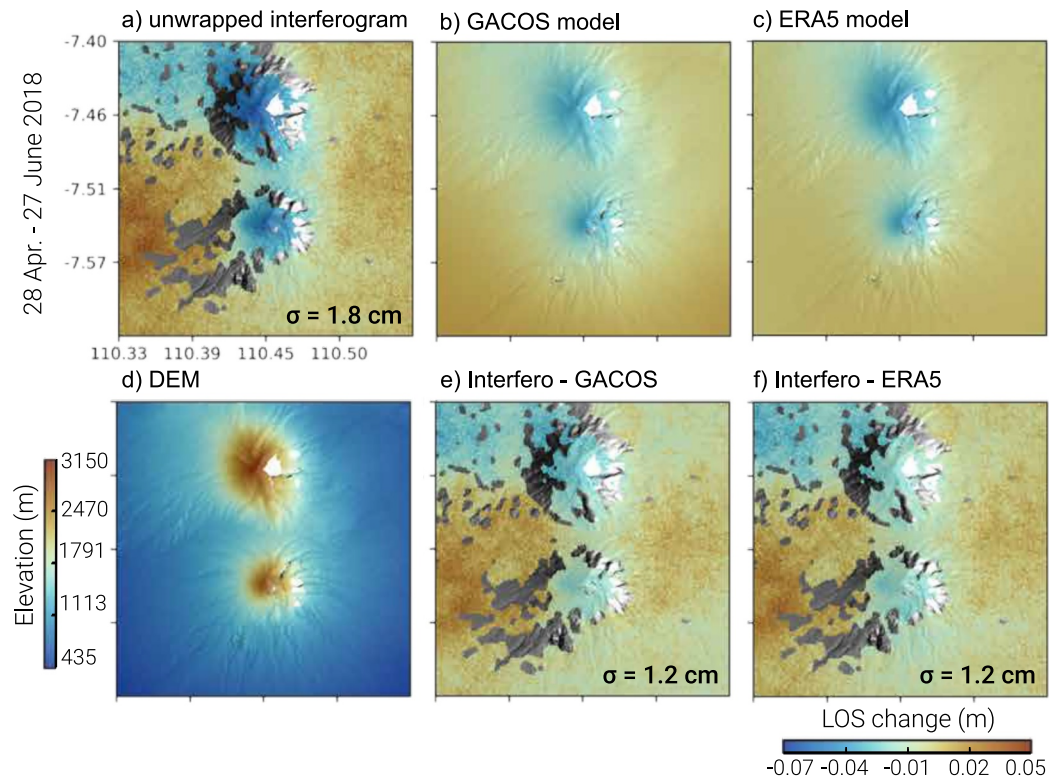 a) unwrapped interferogram
b) GACOS model
c) ERA5 model
28 Apr. - 27 June 2018
-7.40
-7.46
-7.51
-7.57
σ = 1.8 cm
110.33 110.39 110.45 110.50
d) DEM
e) Interfero - GACOS
f) Interfero - ERA5
Elevation (m)
3150
2470
1791
1113
435
σ = 1.2 cm
σ = 1.2 cm
LOS change (m)
-0.07 -0.04 -0.01 0.02 0.05